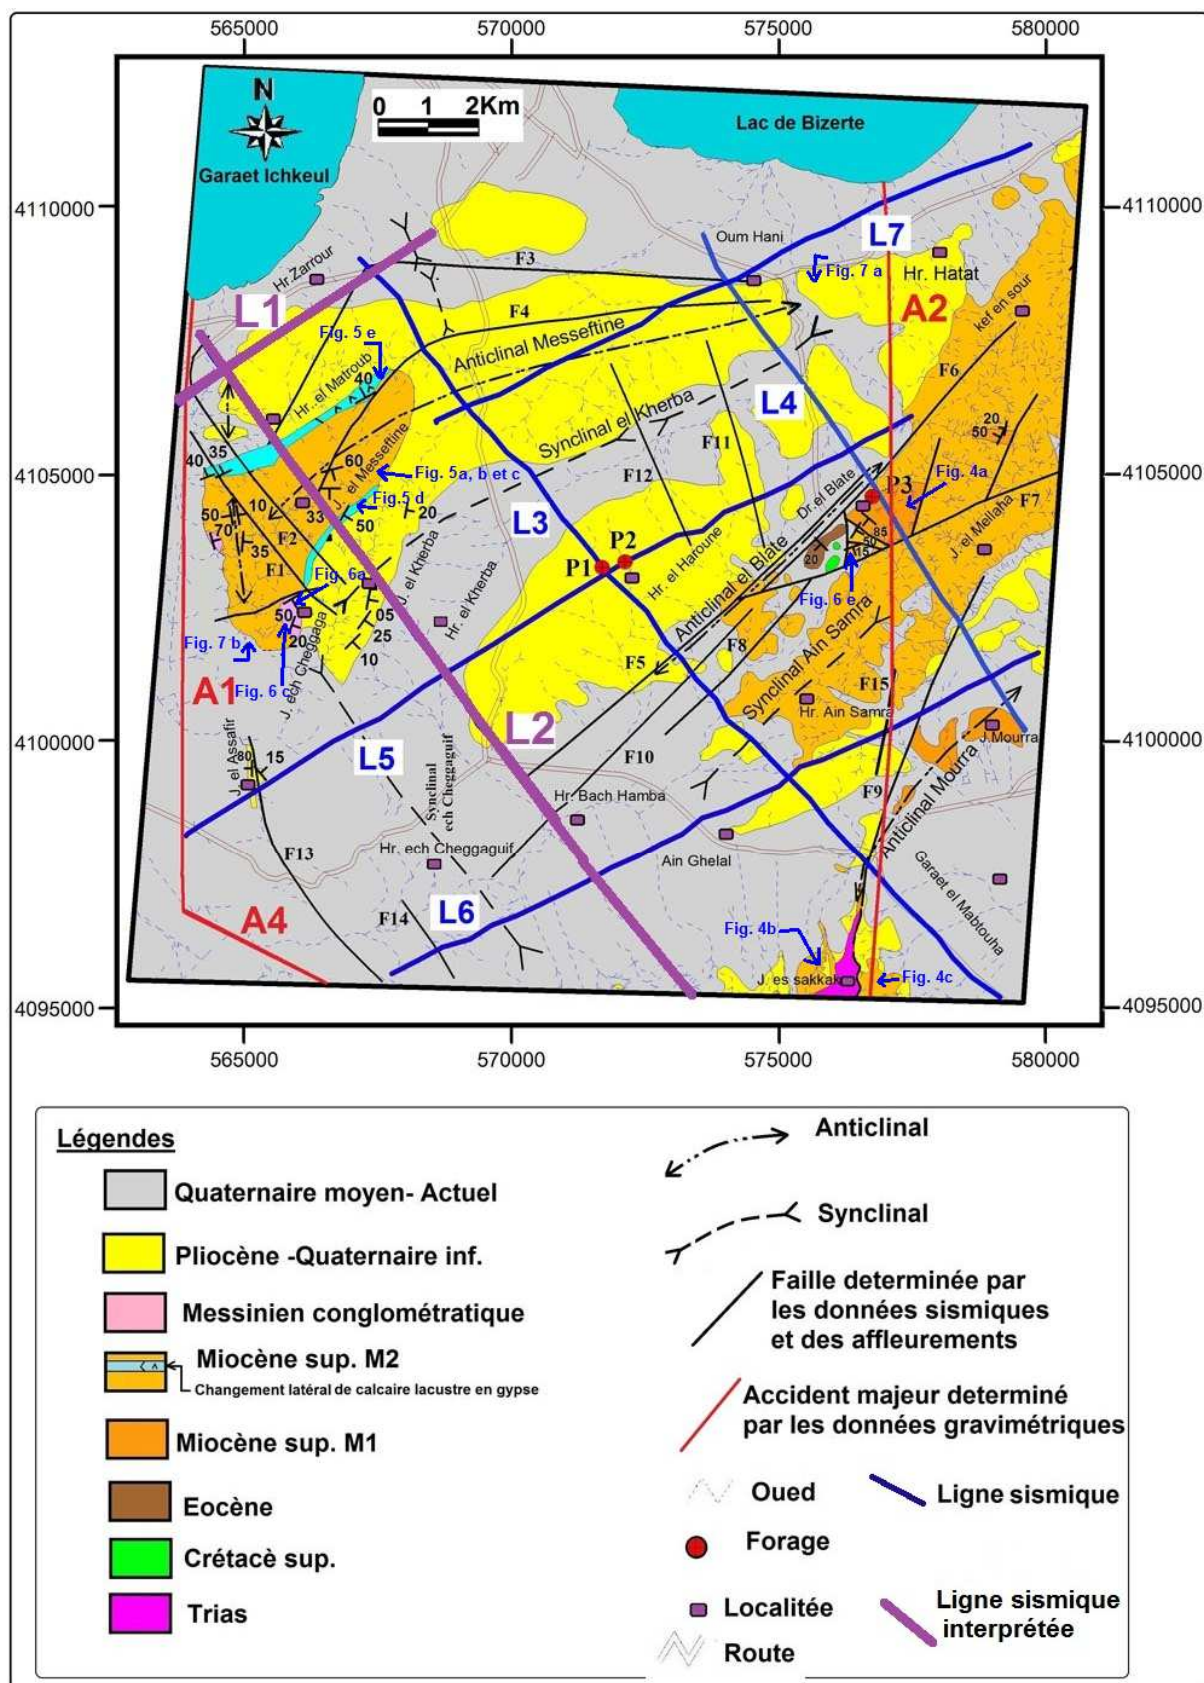 565000
570000
575000
580000
N
0 1 2Km
Lac de Bizerte
Garaet Ichkeul
4110000
4110000
Oum Hani
L7
Fig. 7 a
Hr. Hatat
Hr.Zarrour
F3
L1
A2
kef en sour
F4
Fig. 5 e
Anticlinal Messeftine
Hr. el Matroub
40
F6
L4
Synclinal el Kherba
F11
20
50
40
35
4105000
60
el Messeftine
Fig. 5a, b et c
F12
Dr.el Blate
P3
Fig. 4a
4105000
F7
Fig.5 d
50
10
33
50
20
L3
70
35
F2
F1
85
50
15
20
J. el Mellaha
P2
P1
Hr. el Haroune
Anticlinal el Blate
Fig. 6a
J. el Kherba
Hr. el Kherba
Fig. 6 e
50
05
20
25
10
Fig. 7 b
J. ech Cheggaga
Fig. 6 c
A1
F5
F8
Synclinal Ain Samra
F15
Hr. Ain Samra
4100000
4100000
L2
J.Mourra
J. el Assafir
80
15
L5
Synclinal
ech Cheggaguif
F10
F9
Anticlinal Mourra
Hr. Bach Hamba
Hr. ech Cheggaguif
Ain Ghelal
F13
Garaet el Mabtouha
A4
F14
L6
Fig. 4b
J. es sakkak
Fig. 4c
4095000
4095000
565000
570000
575000
580000
Légendes
Quaternaire moyen- Actuel
Pliocène -Quaternaire inf.
Messinien conglométratique
Miocène sup. M2
Changement latéral de calcaire lacustre en gypse
Miocène sup. M1
Eocène
Crétacè sup.
Trias
Anticlinal
Synclinal
Faille determinée par
les données sismiques
et des affleurements
Accident majeur determiné
par les données gravimétriques
Oued
Ligne sismique
Forage
Localitée
Ligne sismique
interprétée
Route